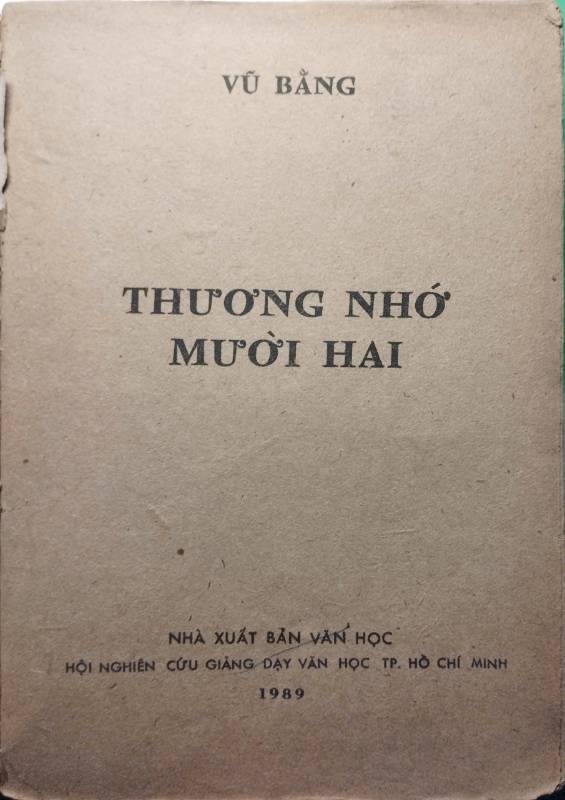 VŨ BẰNG
THƯƠNG NHỚ
MƯỜI HAI
NHÀ XUẤT BẢN VĂN HỌC
HỘI NGHIÊN CỨU GIẢNG DẠY VĂN HỌC TP. HỒ CHÍ MINH
1989